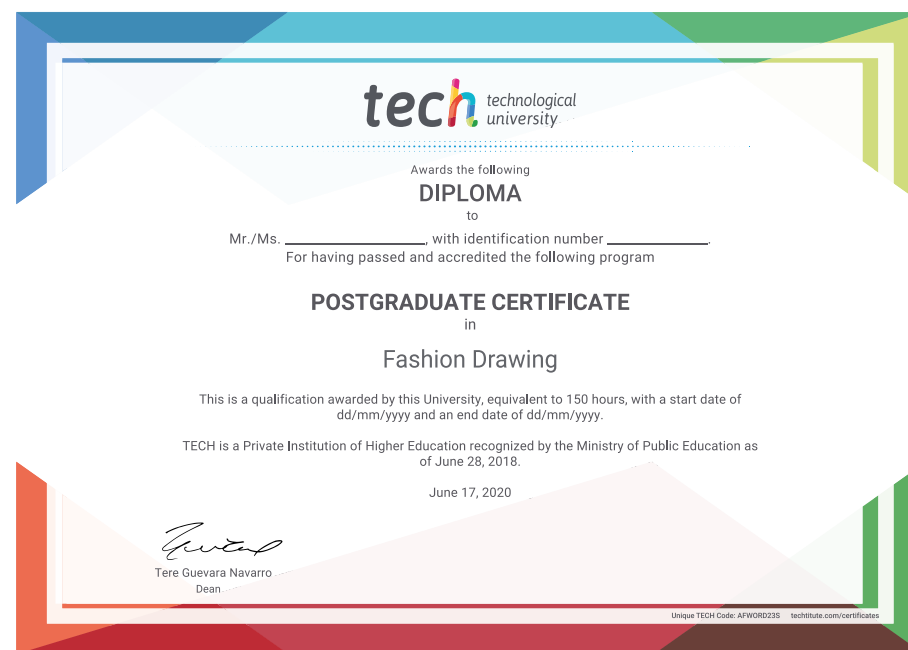 tech technological
university
Awards the following
DIPLOMA
to
Mr./Ms. ____________________, with identification number __________________.
For having passed and accredited the following program
POSTGRADUATE CERTIFICATE
in
Fashion Drawing
This is a qualification awarded by this University, equivalent to 150 hours, with a start date of
dd/mm/yyyy and an end date of dd/mm/yyyy.
TECH is a Private Institution of Higher Education recognized by the Ministry of Public Education as
of June 28, 2018.
June 17, 2020
Tere Guevara Navarro
Dean
Unique TECH Code: AFWORD23S techtitute.com/certificates